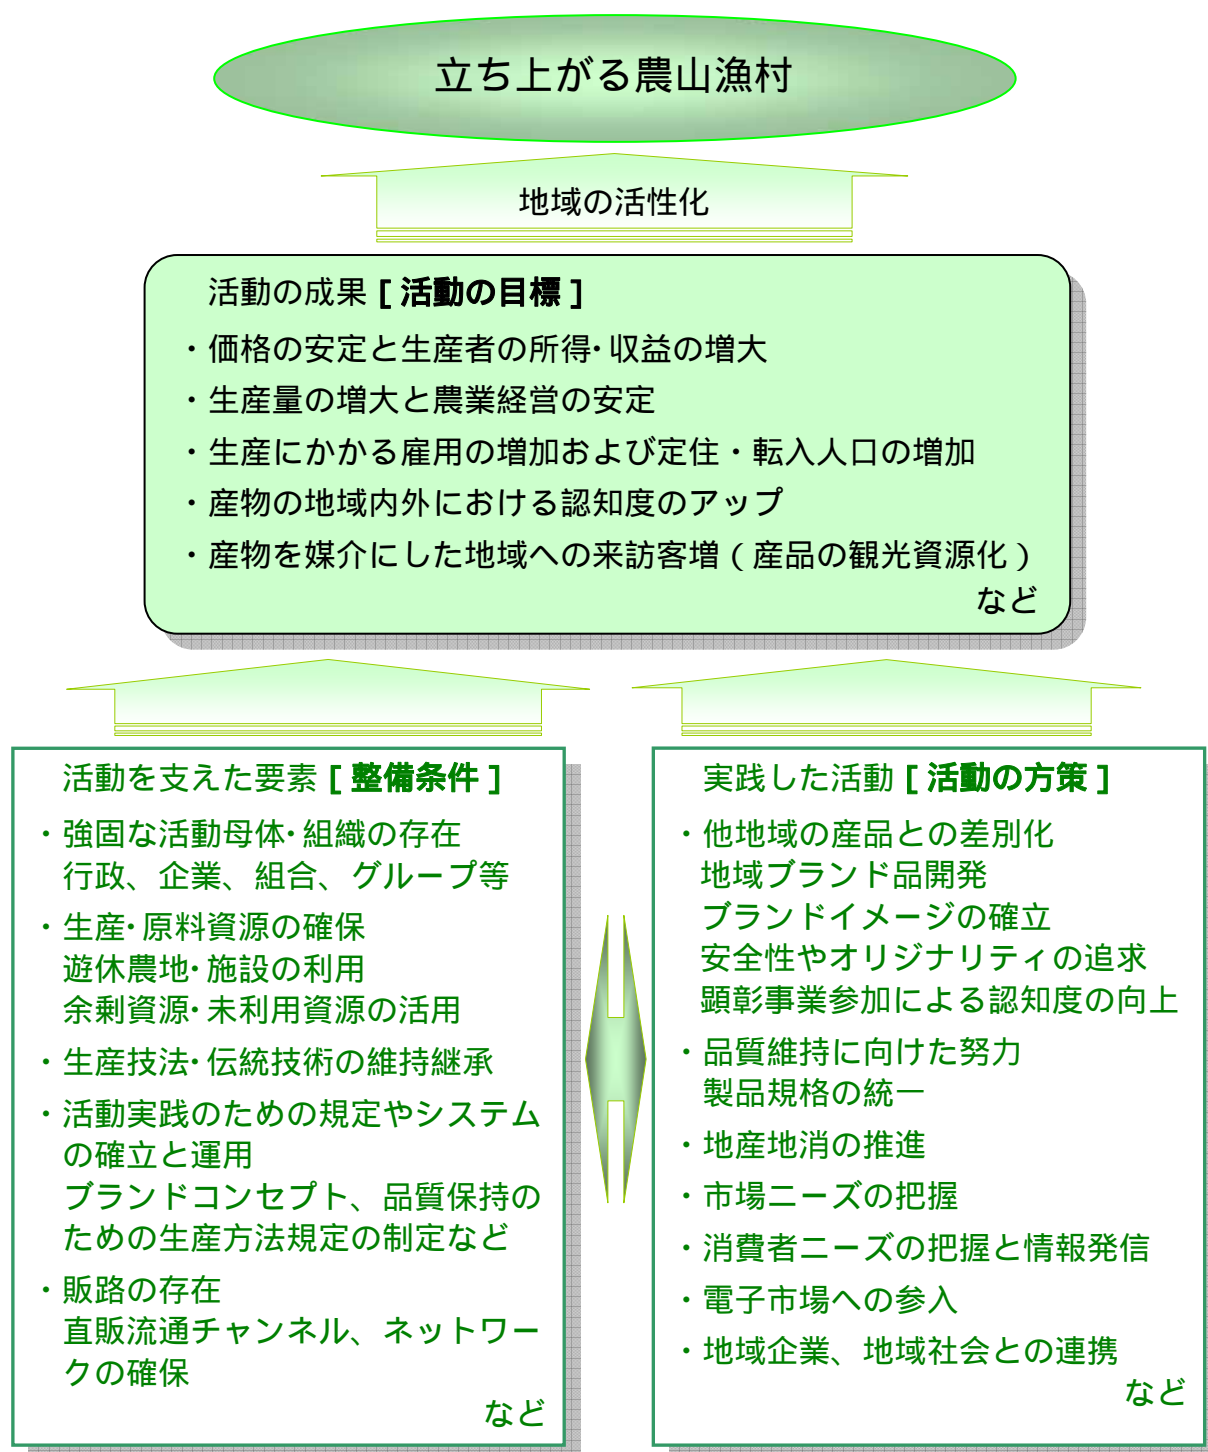 立ち上がる農山漁村
地域の活性化
活動の成果 [ 活動の目標 ]
・価格の安定と生産者の所得・収益の増大
・生産量の増大と農業経営の安定
・生産にかかる雇用の増加および定住・転入人口の増加
・産物の地域内外における認知度のアップ
・産物を媒介にした地域への来訪客増（産品の観光資源化）
など
活動を支えた要素 [ 整備条件 ]
・強固な活動母体・組織の存在
行政、企業、組合、グループ等
・生産・原料資源の確保
遊休農地・施設の利用
余剰資源・未利用資源の活用
・生産技法・伝統技術の維持継承
・活動実践のための規定やシステム
の確立と運用
ブランドコンセプト、品質保持の
ための生産方法規定の制定など
・販路の存在
直販流通チャンネル、ネットワー
クの確保
など
実践した活動 [ 活動の方策 ]
・他地域の産品との差別化
地域ブランド品開発
ブランドイメージの確立
安全性やオリジナリティの追求
顕彰事業参加による認知度の向上
・品質維持に向けた努力
製品規格の統一
・地産地消の推進
・市場ニーズの把握
・消費者ニーズの把握と情報発信
・電子市場への参入
・地域企業、地域社会との連携
など